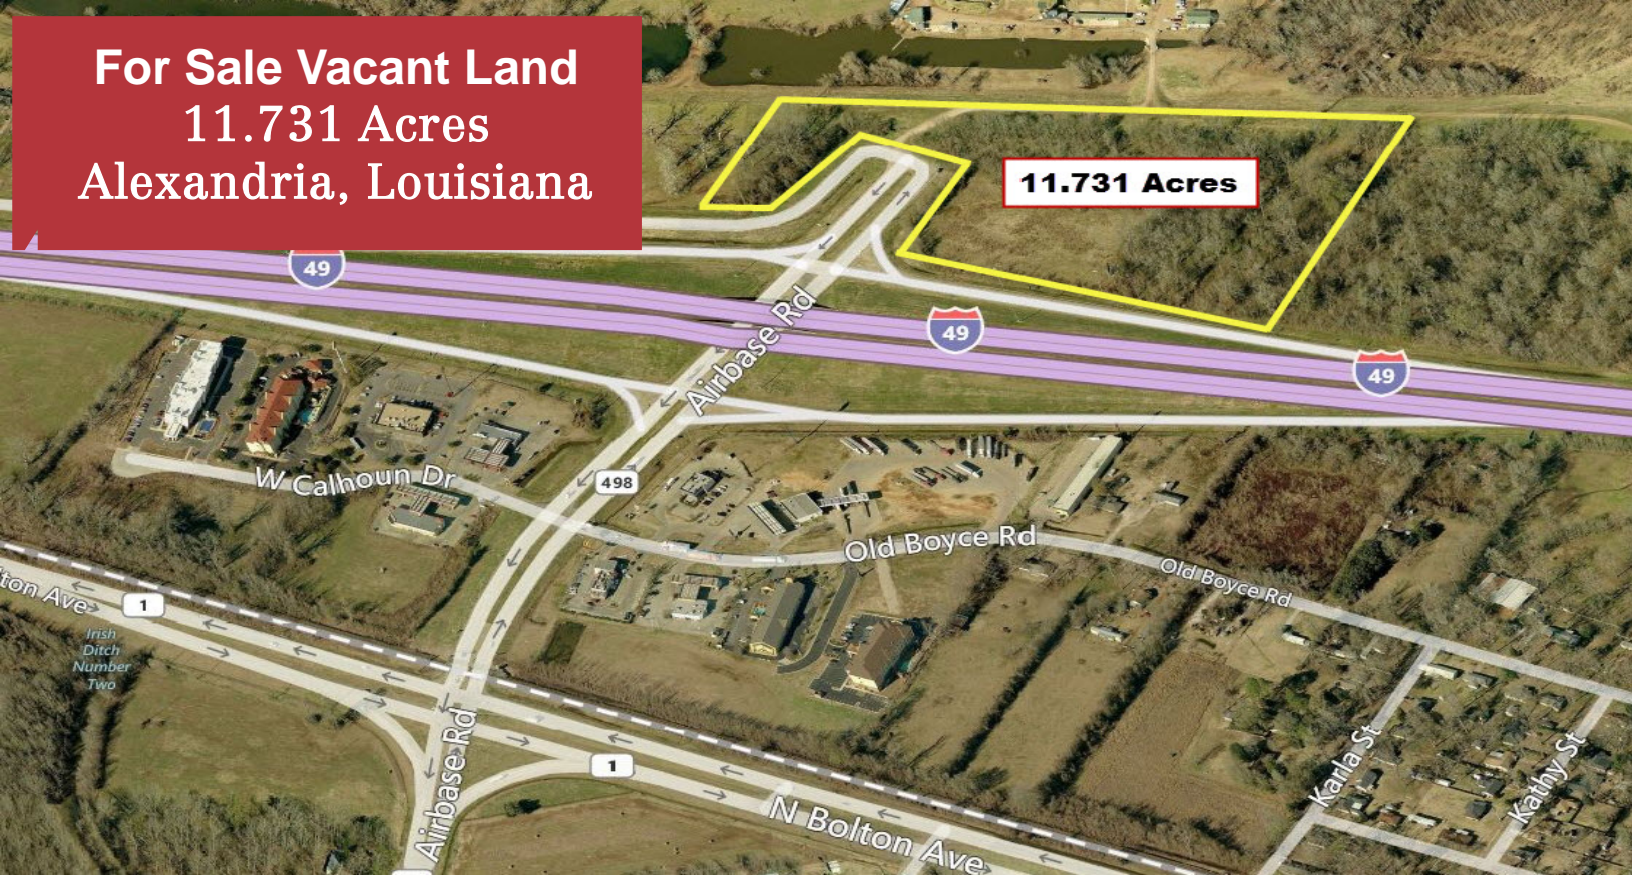 For Sale Vacant Land
11.731 Acres
Alexandria, Louisiana
11.731 Acres
49
49
49
Airbase Rd
W Calhoun Dr
498
Old Boyce Rd
Old Boyce Rd
lton Ave
1
Irish
Ditch
Number
Two
Airbase Rd
1
N Bolton Ave
Karla St
Kathy St